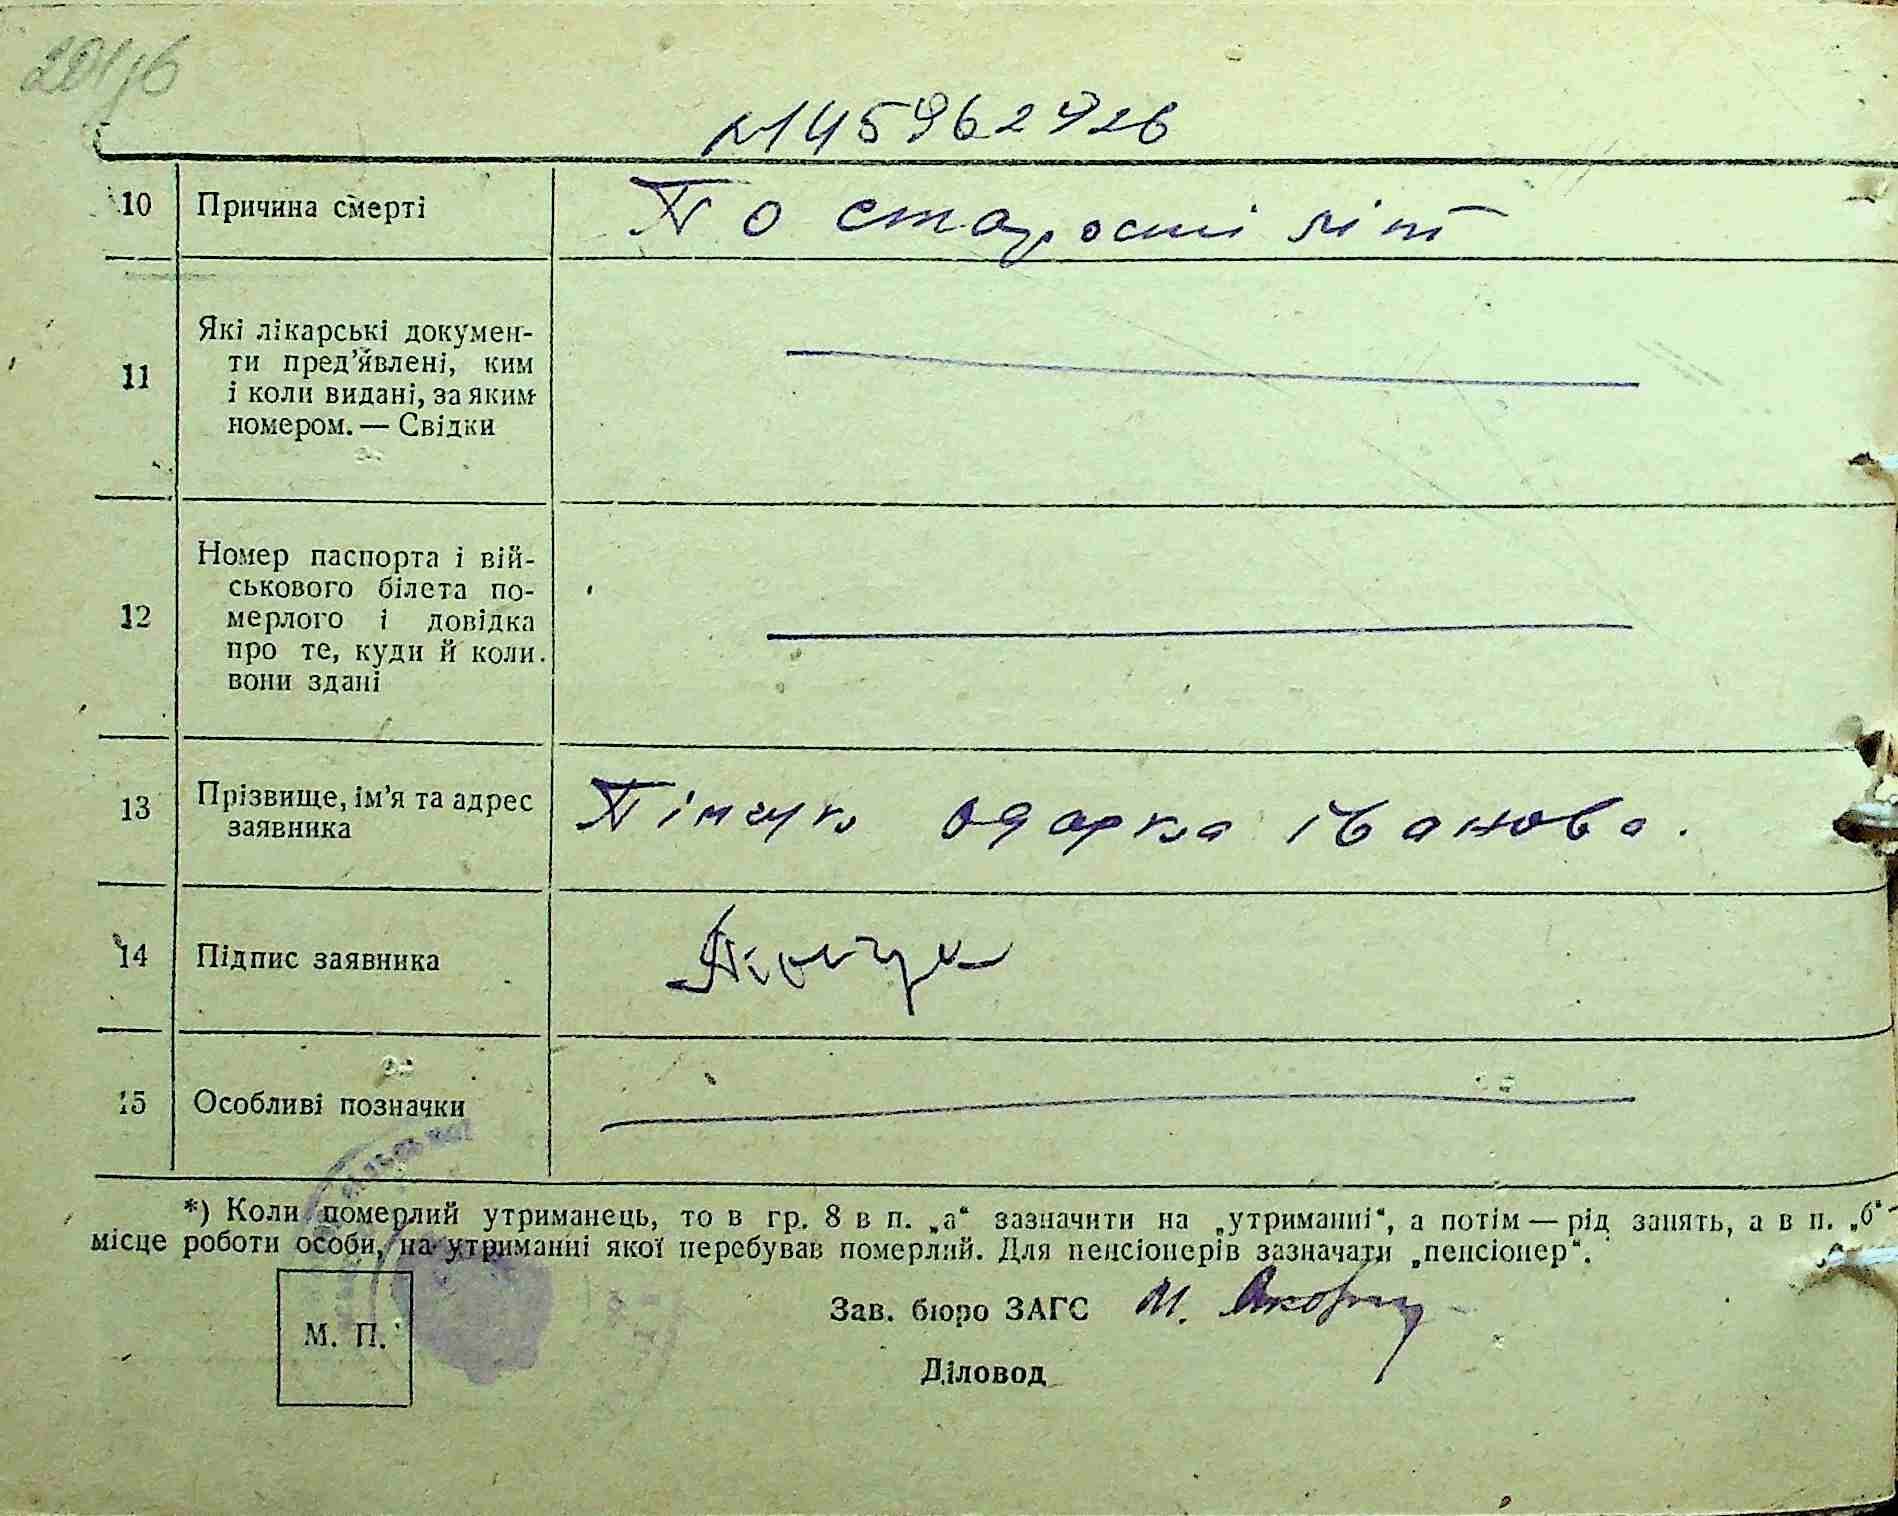 10 Причина смерті По старості літ
11 Які лікарські докумен-
ти пред'явлені, ким
і коли видані, за яким
номером. — Свідки
12 Номер паспорта і вій-
ськового білета по-
мерлого і довідка
про те, куди й коли
вони здані
13 Прізвище, ім'я та адрес Пінчук Одарка Іванова.
заявника
14 Підпис заявника
15 Особливі позначки
*) Коли померлий утриманець, то в гр. 8 в п. „а“ зазначити на „утриманні“, а потім — рід занять, а в п. „б“ -
місце роботи особи, на утриманні якої перебував померлий. Для пенсіонерів зазначати „пенсіонер“.
Зав. бюро ЗАГС
М. П.
Діловод